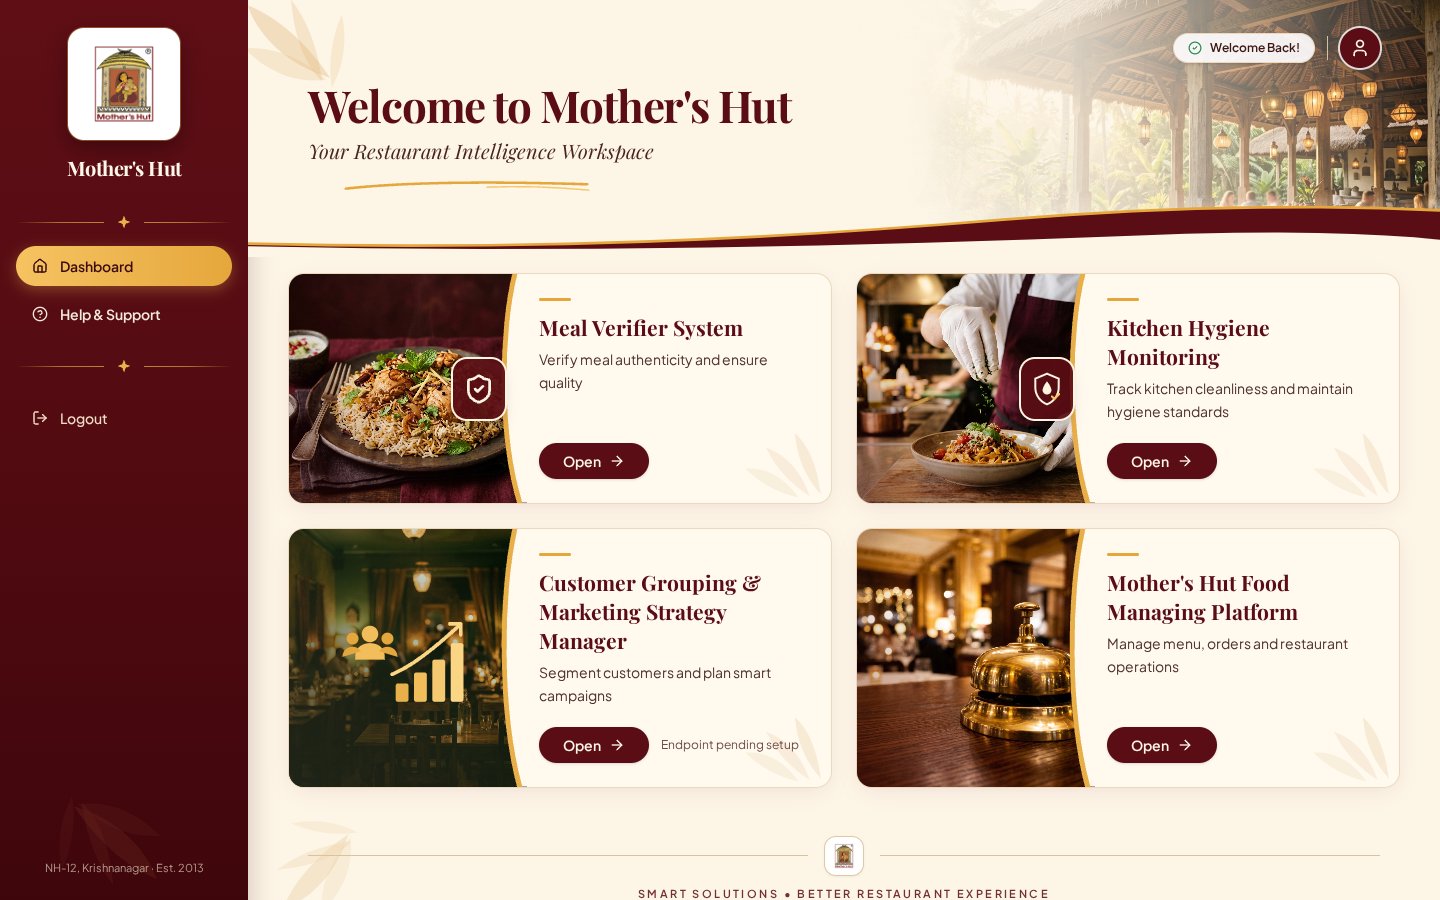 Mother's Hut
®
Mother's Hut
Dashboard
Help & Support
Logout
NH-12, Krishnanagar · Est. 2013
Welcome to Mother's Hut
Your Restaurant Intelligence Workspace
Welcome Back!
Meal Verifier System
Verify meal authenticity and ensure
quality
Open
Kitchen Hygiene
Monitoring
Track kitchen cleanliness and maintain
hygiene standards
Open
Customer Grouping &
Marketing Strategy
Manager
Segment customers and plan smart
campaigns
Open
Endpoint pending setup
Mother's Hut Food
Managing Platform
Manage menu, orders and restaurant
operations
Open
SMART SOLUTIONS • BETTER RESTAURANT EXPERIENCE